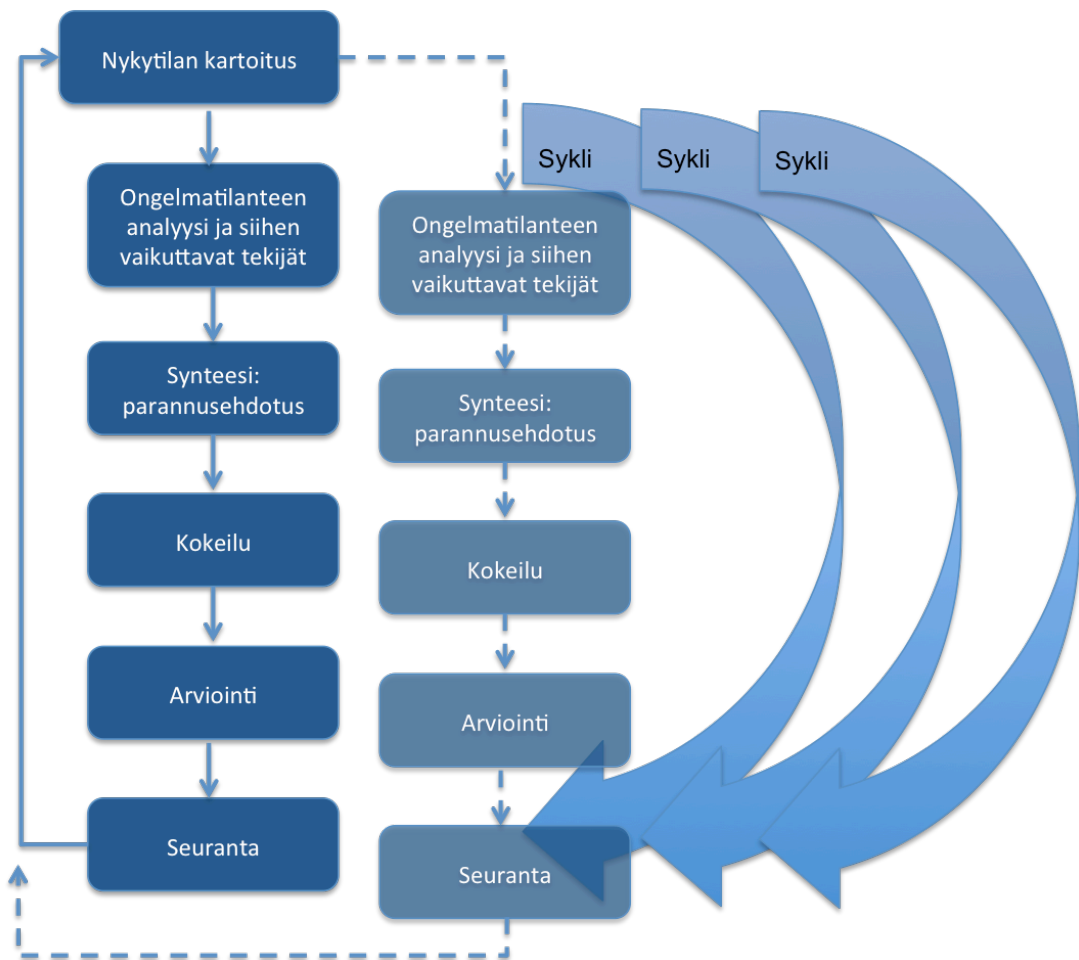 Nykytilan kartoitus
Ongelmatilanteen
analyysi ja siihen
vaikuttavat tekijät
Synteesi:
parannusehdotus
Kokeilu
Arviointi
Seuranta
Ongelmatilanteen
analyysi ja siihen
vaikuttavat tekijät
Synteesi:
parannusehdotus
Kokeilu
Arviointi
Seuranta
Sykli
Sykli
Sykli